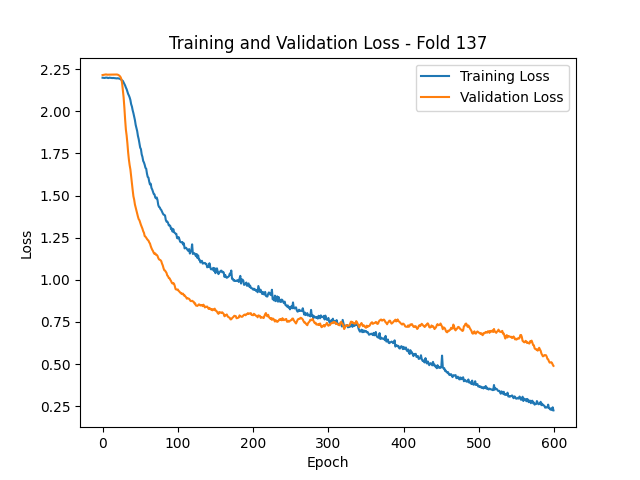 Training and Validation Loss - Fold 137
Training Loss
Validation Loss
Loss
2.25
2.00
1.75
1.50
1.25
1.00
0.75
0.50
0.25
0 100 200 300 400 500 600
Epoch